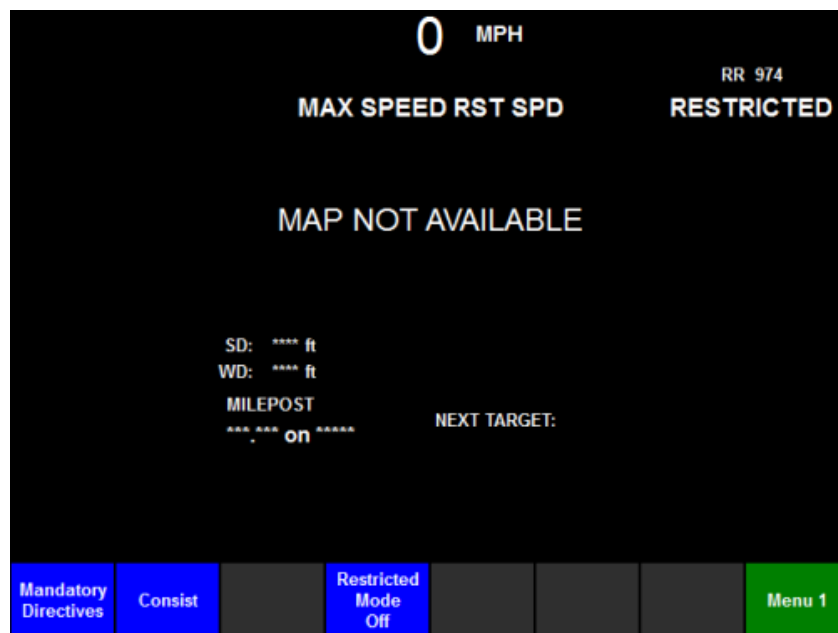 0 MPH
RR 974
MAX SPEED RST SPD
RESTRICTED
MAP NOT AVAILABLE
SD: **** ft
WD: **** ft
MILEPOST
***.*** on *****
NEXT TARGET:
Mandatory
Directives
Consist
Restricted
Mode
Off
Menu 1